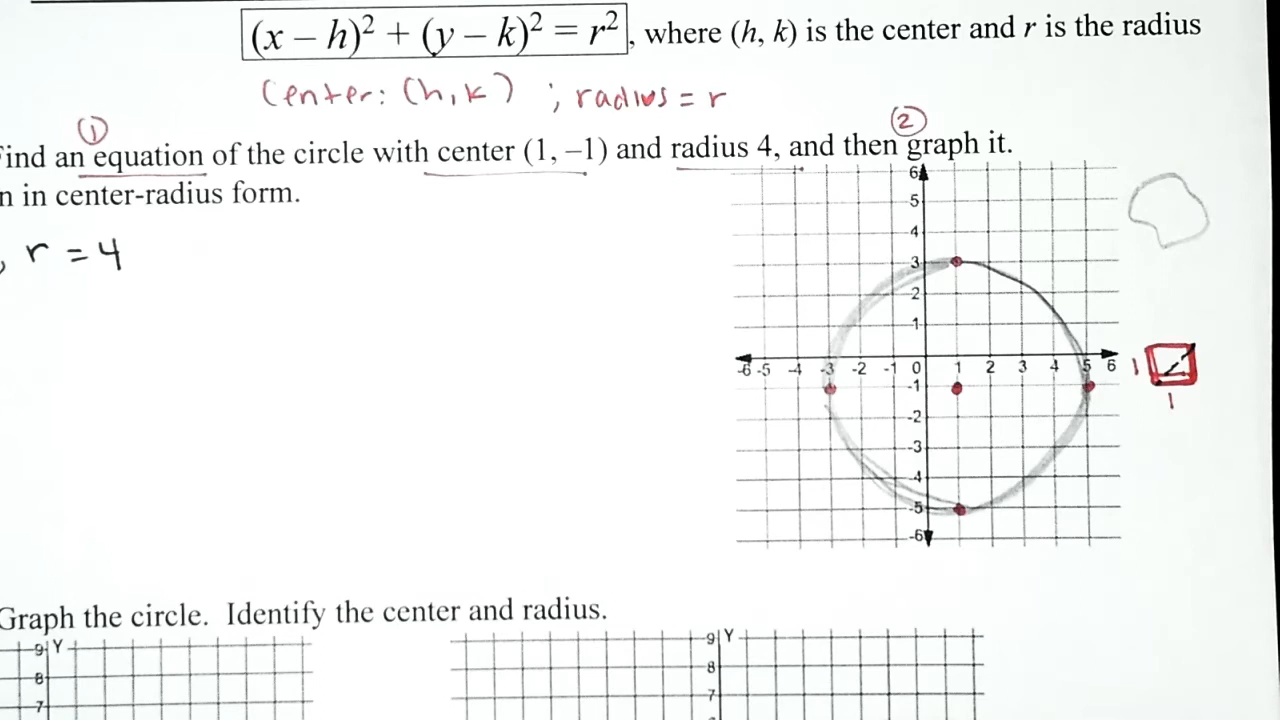 (x – h)² + (y – k)² = r², where (h, k) is the center and r is the radius
Center: (h, k) ; radius = r
① ②
ind an equation of the circle with center (1, –1) and radius 4, and then graph it.
n in center-radius form.
, r = 4
6
5
4
3
2
1
-6 -5 -4 -3 -2 -1 0 1 2 3 4 5 6
-1
-2
-3
-4
-5
-6
1
1
Graph the circle. Identify the center and radius.
9 Y 9 Y
8 8
7 7